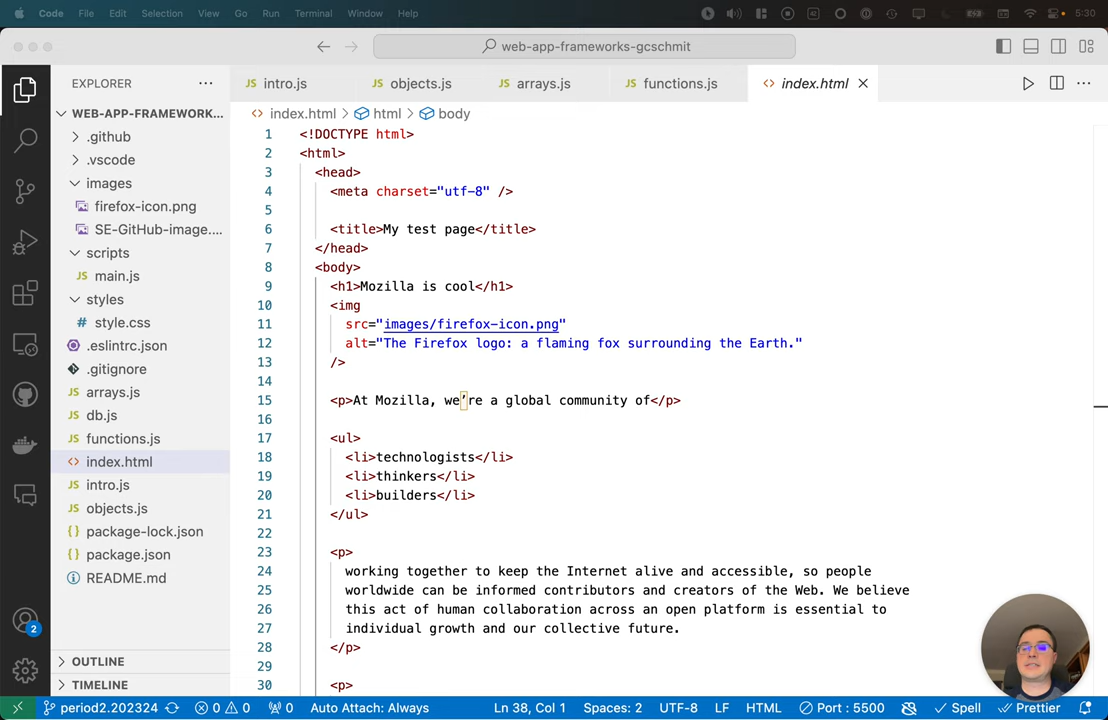 Code File Edit Selection View Go Run Terminal Window Help 5:30
web-app-frameworks-gcschmit
EXPLORER
intro.js objects.js arrays.js functions.js index.html
WEB-APP-FRAMEWORK...
.github
.vscode
images
firefox-icon.png
SE-GitHub-image....
scripts
JS main.js
styles
# style.css
.eslintrc.json
.gitignore
JS arrays.js
JS db.js
JS functions.js
index.html
JS intro.js
JS objects.js
{} package-lock.json
{} package.json
README.md
OUTLINE
TIMELINE
2
index.html > html > body
1 <!DOCTYPE html>
2 <html>
3 <head>
4 <meta charset="utf-8" />
5
6 <title>My test page</title>
7 </head>
8 <body>
9 <h1>Mozilla is cool</h1>
10 <img
11 src="images/firefox-icon.png"
12 alt="The Firefox logo: a flaming fox surrounding the Earth."
13 />
14
15 <p>At Mozilla, we’re a global community of</p>
16
17 <ul>
18 <li>technologists</li>
19 <li>thinkers</li>
20 <li>builders</li>
21 </ul>
22
23 <p>
24 working together to keep the Internet alive and accessible, so people
25 worldwide can be informed contributors and creators of the Web. We believe
26 this act of human collaboration across an open platform is essential to
27 individual growth and our collective future.
28 </p>
29
30 <p>
period2.202324 0 0 0 Auto Attach: Always Ln 38, Col 1 Spaces: 2 UTF-8 LF HTML Port : 5500 Spell Prettier